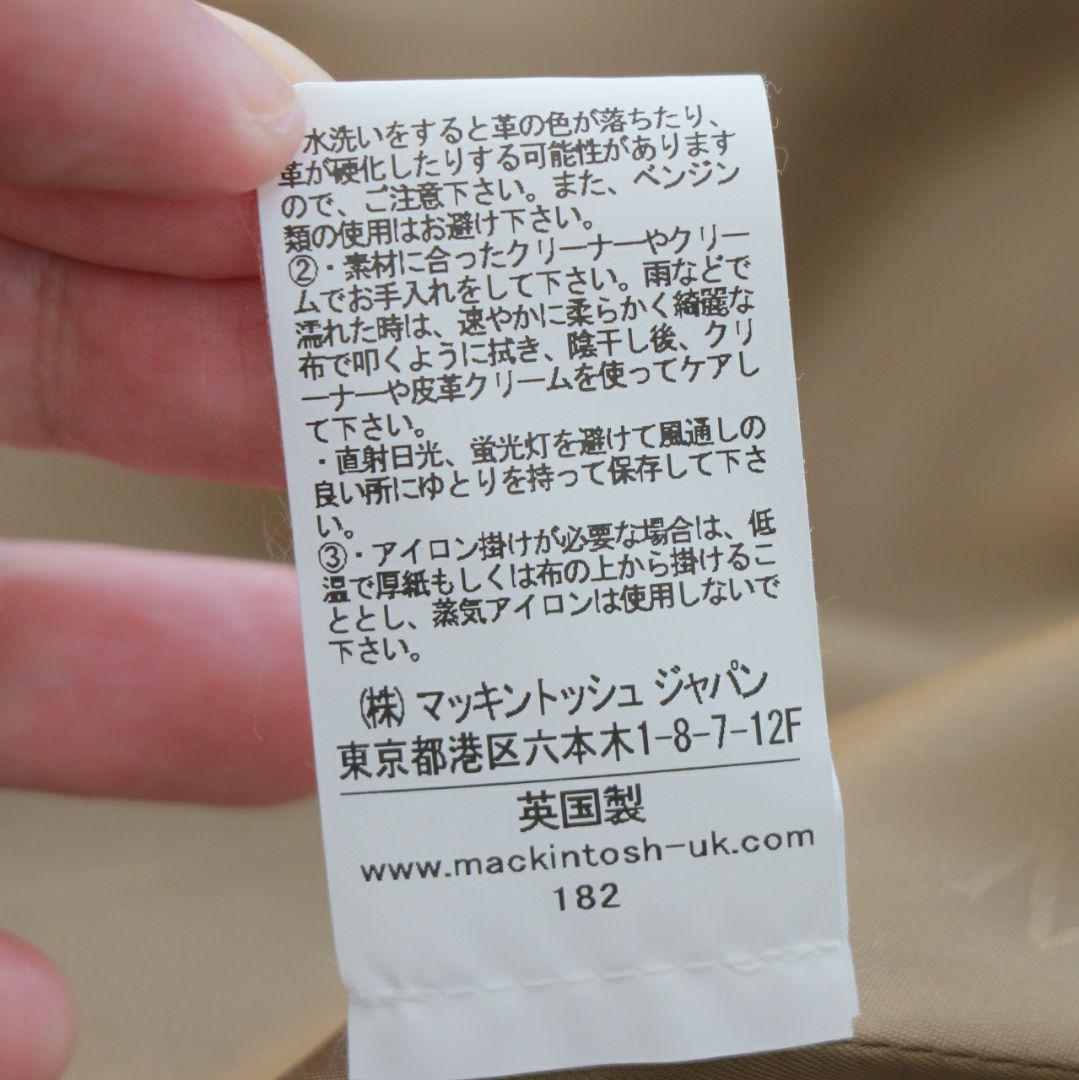 水洗いをすると革の色が落ちたり、
革が硬化したりする可能性があります
ので、ご注意下さい。また、ベンジン
類の使用はお避け下さい。
②・素材に合ったクリーナーやクリー
ムでお手入れをして下さい。雨などで
濡れた時は、速やかに柔らかく綺麗な
布で叩くように拭き、陰干し後、クリ
ーナーや皮革クリームを使ってケアし
て下さい。
・直射日光、蛍光灯を避けて風通しの
良い所にゆとりを持って保存して下さ
い。
③・アイロン掛けが必要な場合は、低
温で厚紙もしくは布の上から掛けるこ
ととし、蒸気アイロンは使用しないで
下さい。
(株) マッキントッシュ ジャパン
東京都港区六本木1-8-7-12F
英国製
www.mackintosh-uk.com
182